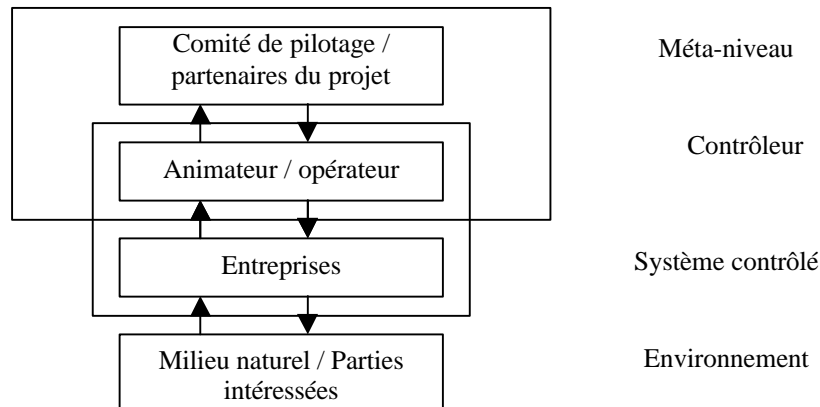 Comité de pilotage /
partenaires du projet
Méta-niveau
Animateur / opérateur
Contrôleur
Entreprises
Système contrôlé
Milieu naturel / Parties
intéressées
Environnement